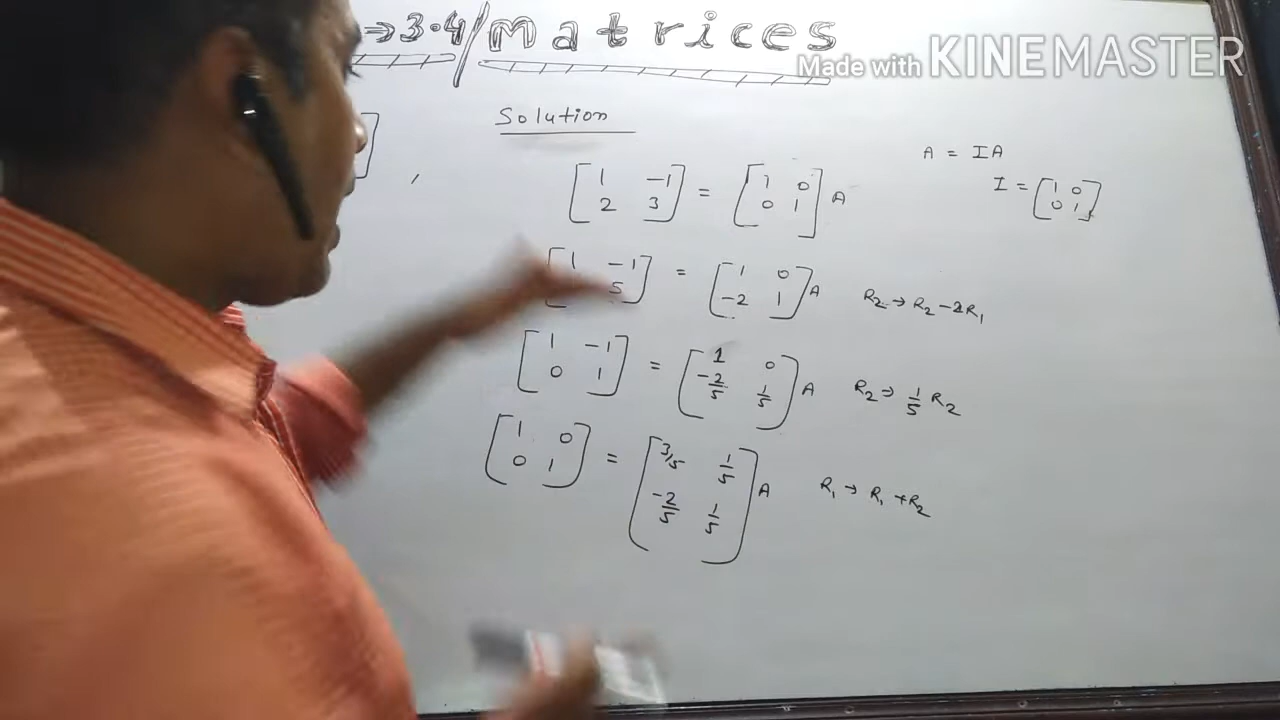 →3.4/Matrices
Made with KINEMASTER
Solution
A = IA
I = [1 0
0 1]
[1 -1
2 3] = [1 0
0 1] A
[1 -1
5] = [1 0
-2 1] A R2 → R2 -2R1
[1 -1
0 1] = [1 0
-2/5 1/5] A R2 → 1/5 R2
[1 0
0 1] = [3/5 1/5
-2/5 1/5] A R1 → R1 +R2